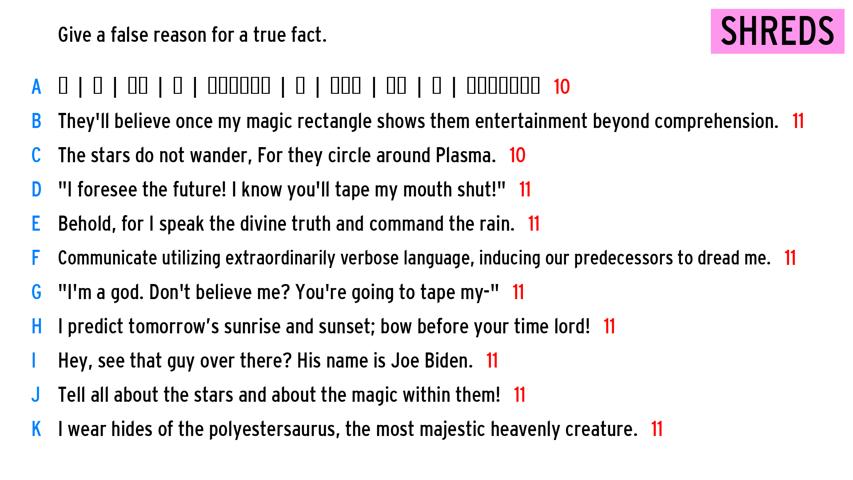 Give a false reason for a true fact.
SHREDS
A ▯ | ▯ | ▯▯ | ▯ | ▯▯▯▯▯▯ | ▯ | ▯▯▯ | ▯▯ | ▯ | ▯▯▯▯▯▯▯ 10
B They'll believe once my magic rectangle shows them entertainment beyond comprehension. 11
C The stars do not wander, For they circle around Plasma. 10
D "I foresee the future! I know you'll tape my mouth shut!" 11
E Behold, for I speak the divine truth and command the rain. 11
F Communicate utilizing extraordinarily verbose language, inducing our predecessors to dread me. 11
G "I'm a god. Don't believe me? You're going to tape my-" 11
H I predict tomorrow’s sunrise and sunset; bow before your time lord! 11
I Hey, see that guy over there? His name is Joe Biden. 11
J Tell all about the stars and about the magic within them! 11
K I wear hides of the polyestersaurus, the most majestic heavenly creature. 11